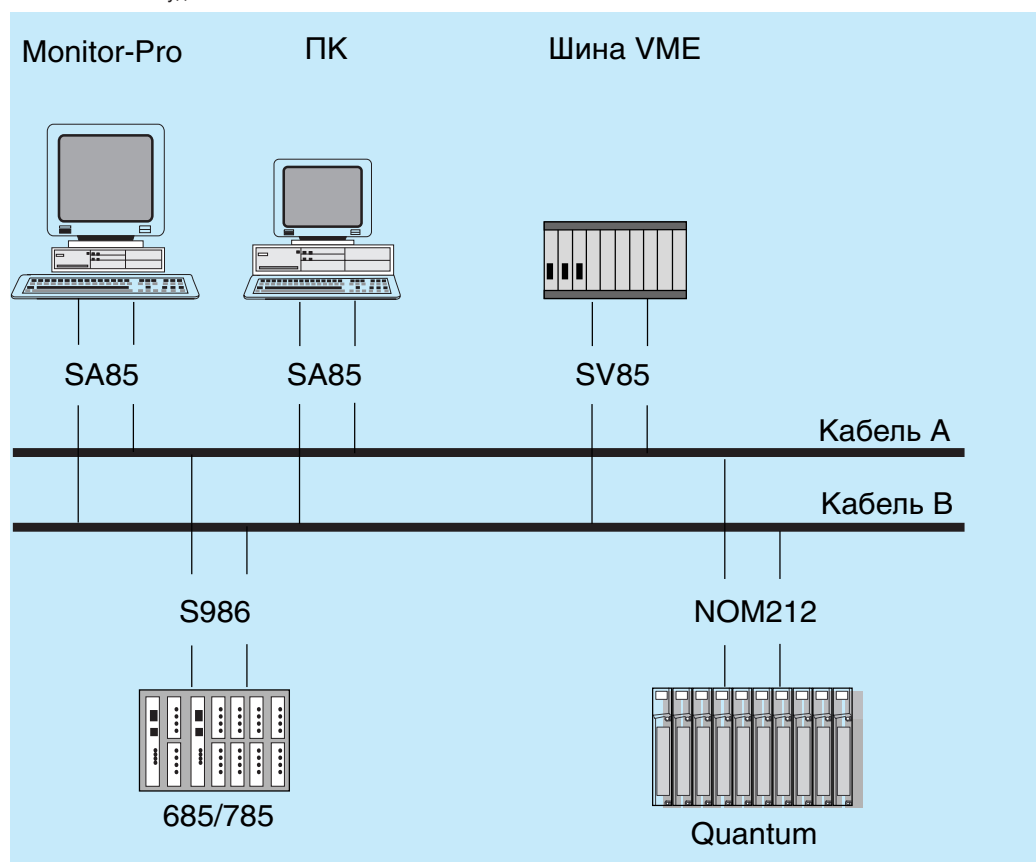 Monitor-Pro ПК Шина VME
SA85 SA85 SV85
Кабель A
Кабель B
S986 NOM212
685/785
Quantum